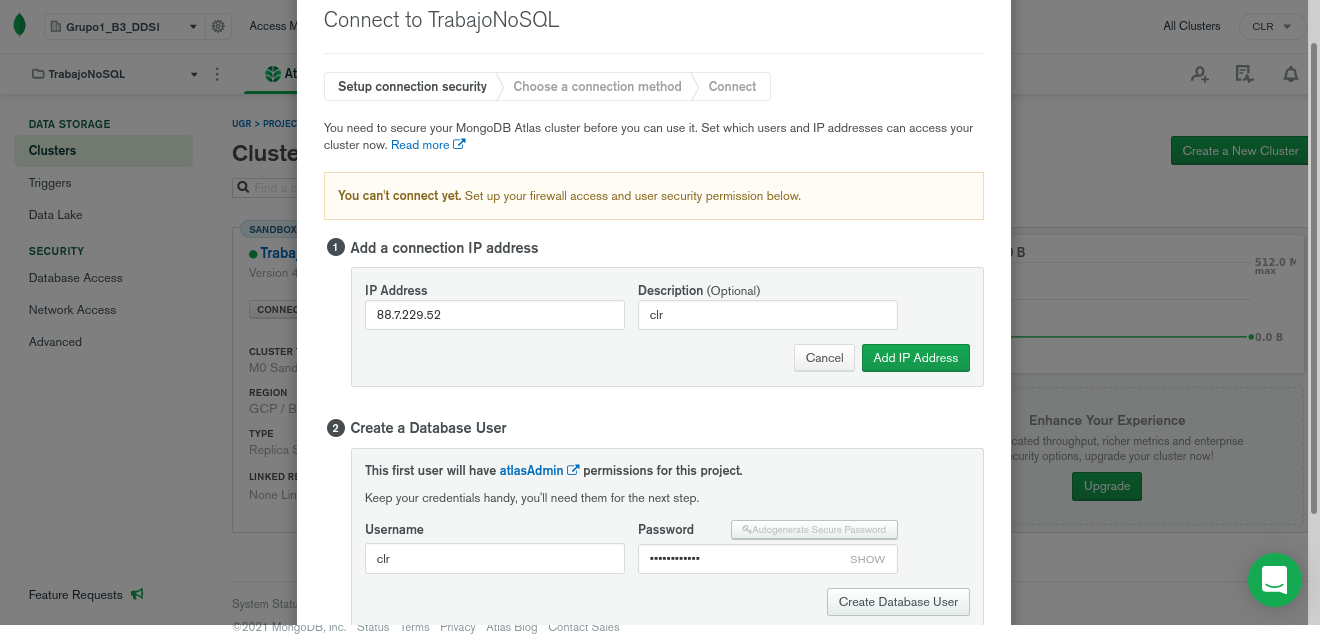 Connect to TrabajoNoSQL
Grupo1_B3_DDSI
Access M
All Clusters
CLR
TrabajoNoSQL
At
Setup connection security
Choose a connection method
Connect
DATA STORAGE
Clusters
Triggers
Data Lake
SECURITY
Database Access
Network Access
Advanced
Feature Requests
UGR > PROJEC
Cluste
Find a c
Create a New Cluster
SANDBOX
Traba
Version 4
CONNEC
CLUSTER T
M0 Sand
REGION
GCP / B
TYPE
Replica S
LINKED RE
None Lin
You need to secure your MongoDB Atlas cluster before you can use it. Set which users and IP addresses can access your
cluster now. Read more
You can't connect yet. Set up your firewall access and user security permission below.
1 Add a connection IP address
IP Address
Description (Optional)
88.7.229.52
clr
Cancel
Add IP Address
2 Create a Database User
This first user will have atlasAdmin permissions for this project.
Keep your credentials handy, you'll need them for the next step.
Username
Password
Autogenerate Secure Password
clr
••••••••••••
SHOW
Create Database User
0 B
512.0 M
max
0.0 B
Enhance Your Experience
cated throughput, richer metrics and enterprise
curity options, upgrade your cluster now!
Upgrade
System Statu
©2021 MongoDB, Inc. Status Terms Privacy Atlas Blog Contact Sales